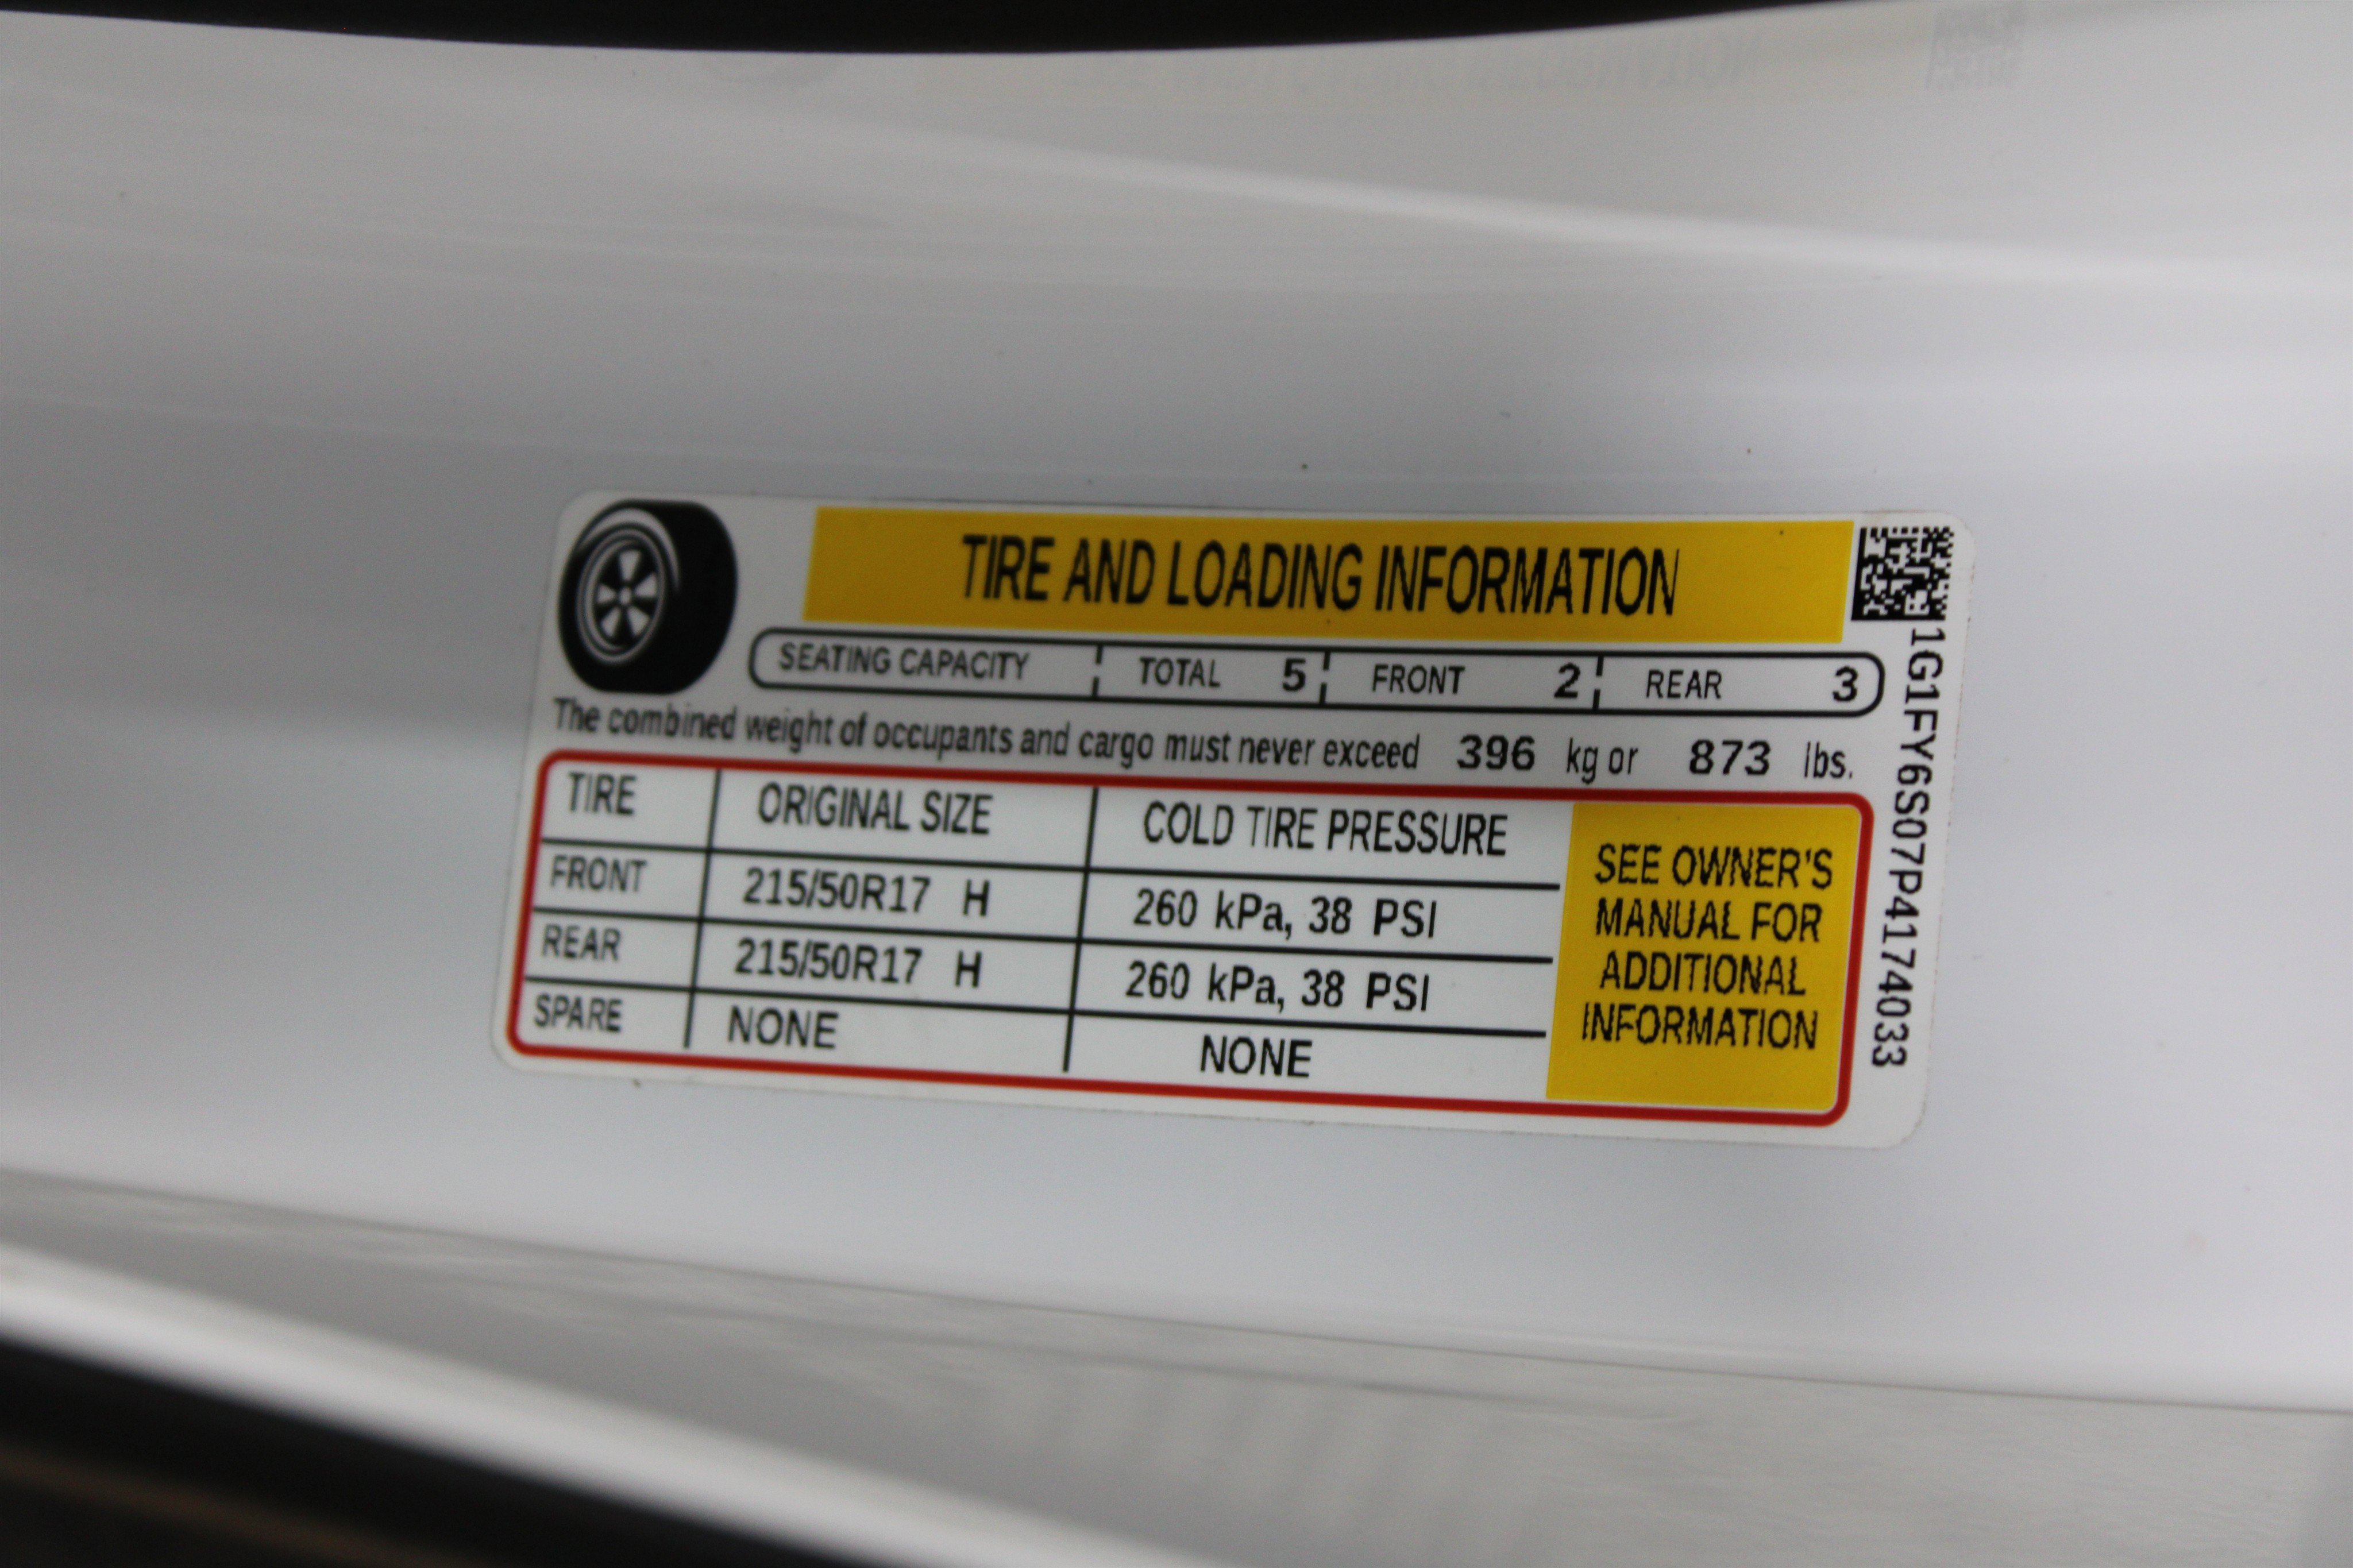 TIRE AND LOADING INFORMATION
SEATING CAPACITY TOTAL 5 FRONT 2 REAR 3
The combined weight of occupants and cargo must never exceed 396 kg or 873 lbs.
TIRE ORIGINAL SIZE COLD TIRE PRESSURE
FRONT 215/50R17 H 260 kPa, 38 PSI
REAR 215/50R17 H 260 kPa, 38 PSI
SPARE NONE NONE
SEE OWNER'S
MANUAL FOR
ADDITIONAL
INFORMATION
1G1FY6S07P4174033